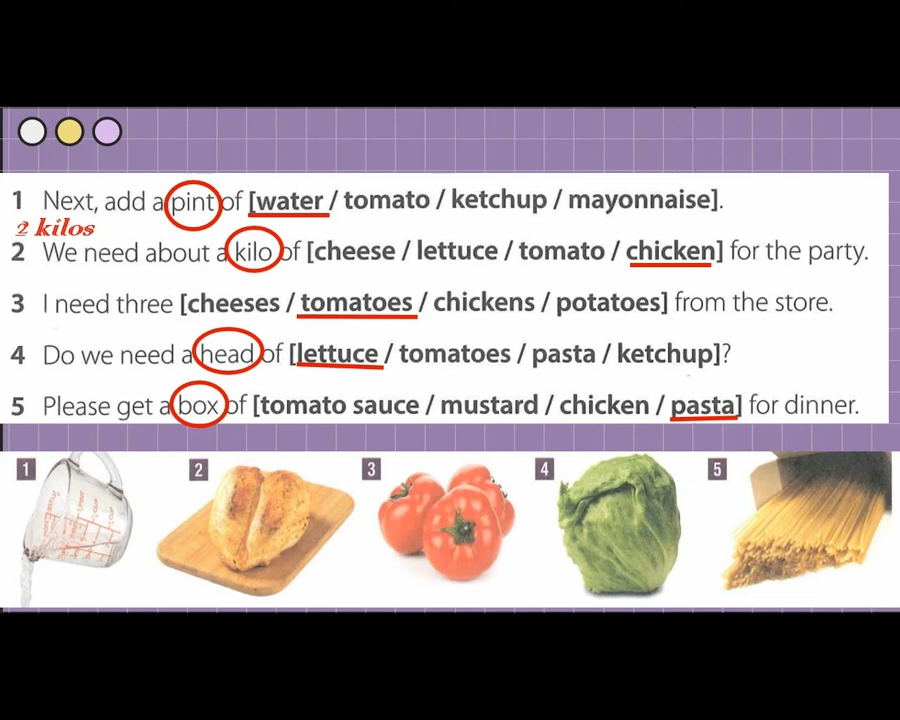 1 Next, add a pint of [water / tomato / ketchup / mayonnaise].
2 kilos
2 We need about a kilo of [cheese / lettuce / tomato / chicken] for the party.
3 I need three [cheeses / tomatoes / chickens / potatoes] from the store.
4 Do we need a head of [lettuce / tomatoes / pasta / ketchup]?
5 Please get a box of [tomato sauce / mustard / chicken / pasta] for dinner.
1 2 3 4 5